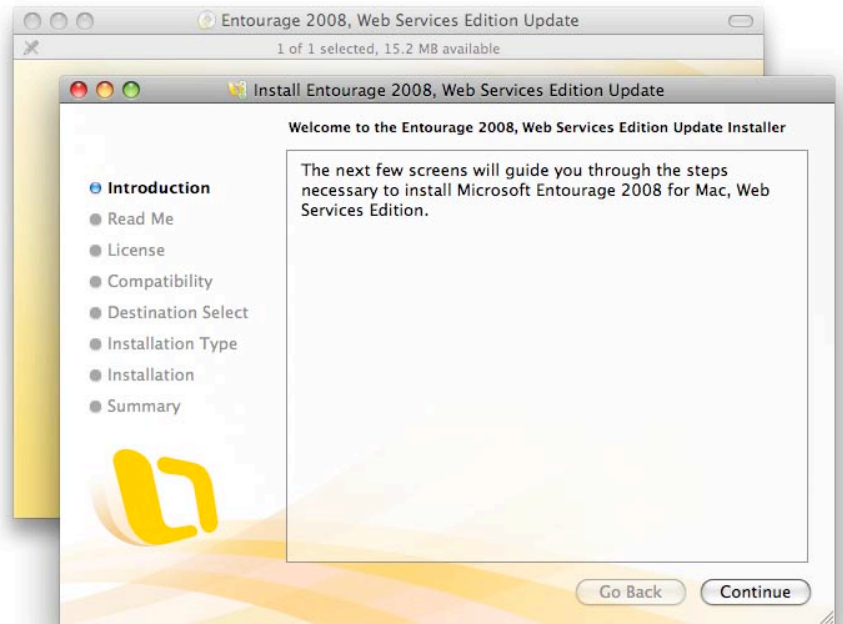 Entourage 2008, Web Services Edition Update
1 of 1 selected, 15.2 MB available
Install Entourage 2008, Web Services Edition Update
Welcome to the Entourage 2008, Web Services Edition Update Installer
Introduction
Read Me
License
Compatibility
Destination Select
Installation Type
Installation
Summary
The next few screens will guide you through the steps
necessary to install Microsoft Entourage 2008 for Mac, Web
Services Edition.
Go Back
Continue